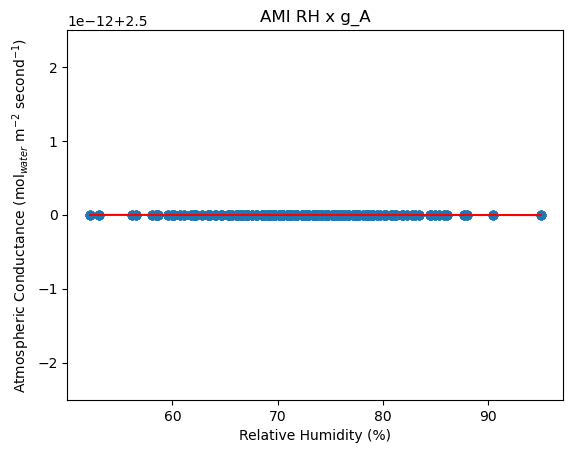 AMI RH x g_A
1e−12+2.5
2
1
0
−1
−2
60 70 80 90
Relative Humidity (%)
Atmospheric Conductance (mol_water m⁻² second⁻¹)